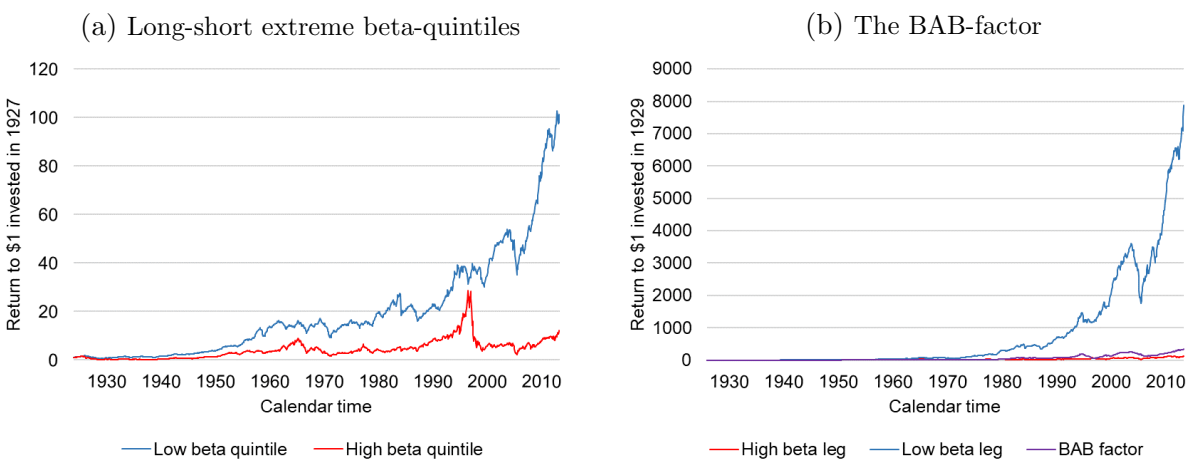 (a) Long-short extreme beta-quintiles
Return to $1 invested in 1927
120
100
80
60
40
20
0
1930 1940 1950 1960 1970 1980 1990 2000 2010
Calendar time
Low beta quintile High beta quintile
(b) The BAB-factor
Return to $1 invested in 1929
9000
8000
7000
6000
5000
4000
3000
2000
1000
0
1930 1940 1950 1960 1970 1980 1990 2000 2010
Calendar time
High beta leg Low beta leg BAB factor